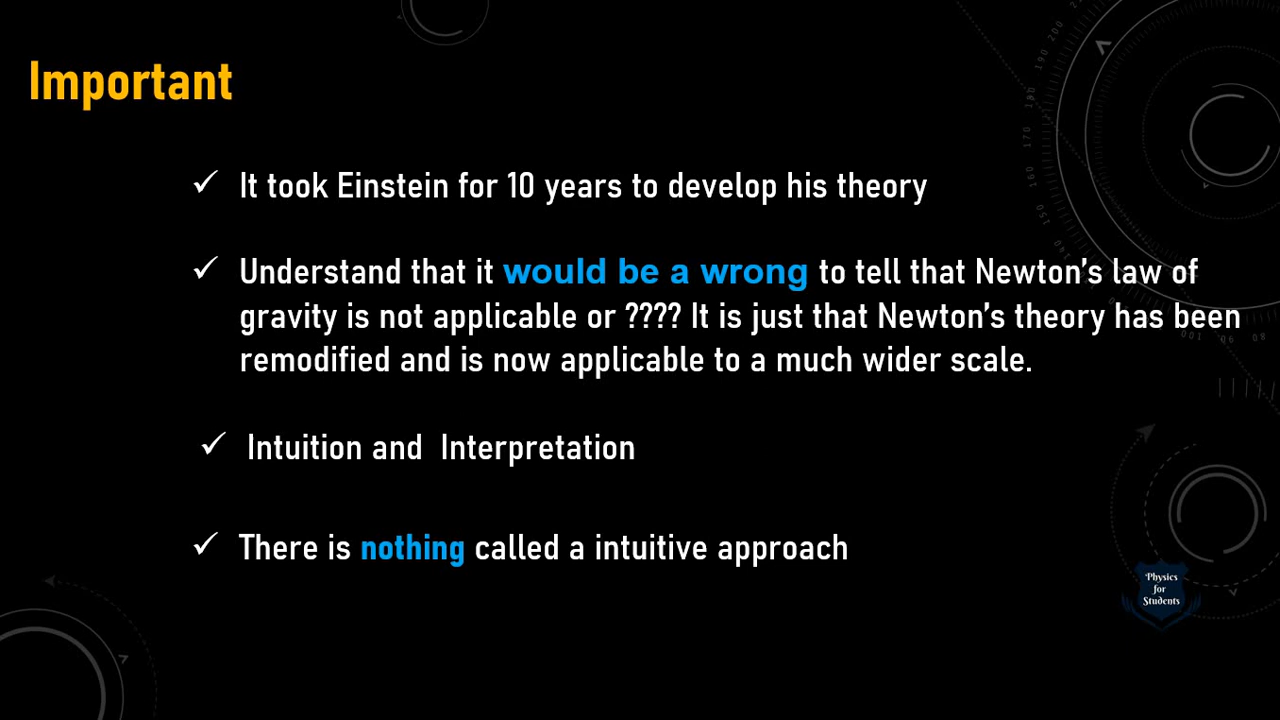 Important
✓ It took Einstein for 10 years to develop his theory
✓ Understand that it would be a wrong to tell that Newton's law of
gravity is not applicable or ???? It is just that Newton's theory has been
remodified and is now applicable to a much wider scale.
✓ Intuition and Interpretation
✓ There is nothing called a intuitive approach
Physics
for
Students